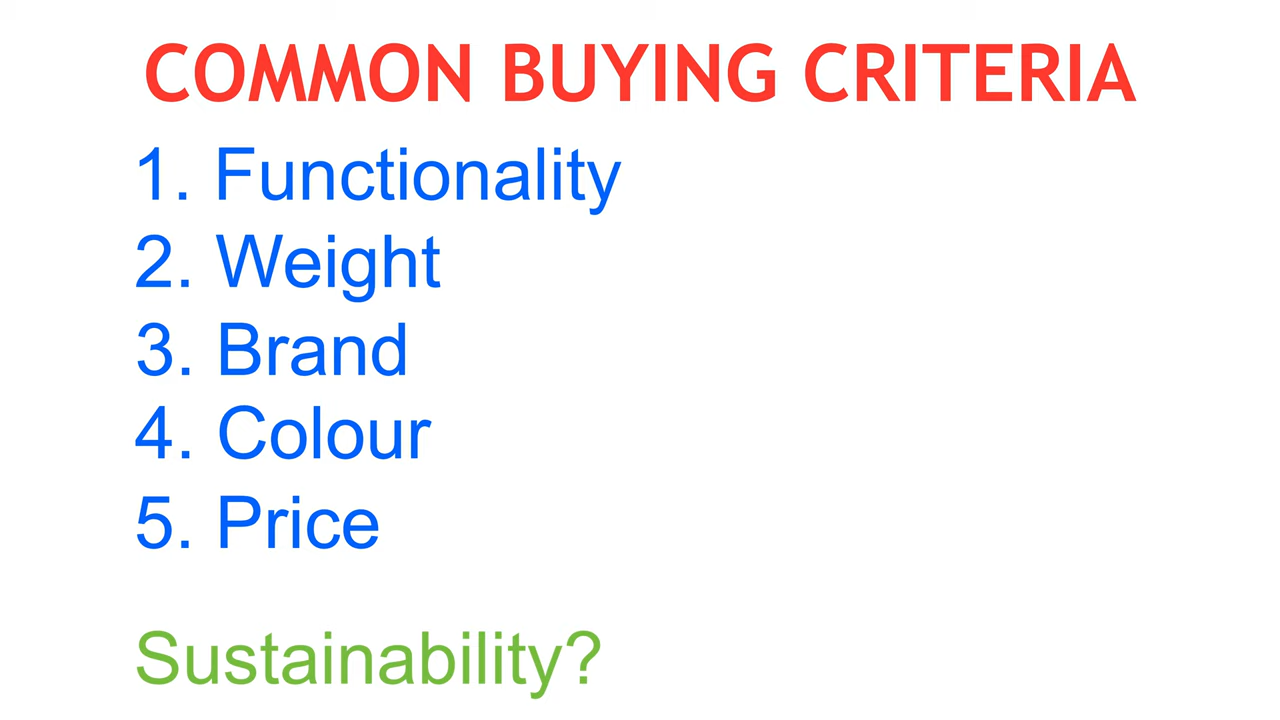 COMMON BUYING CRITERIA
1. Functionality
2. Weight
3. Brand
4. Colour
5. Price
Sustainability?